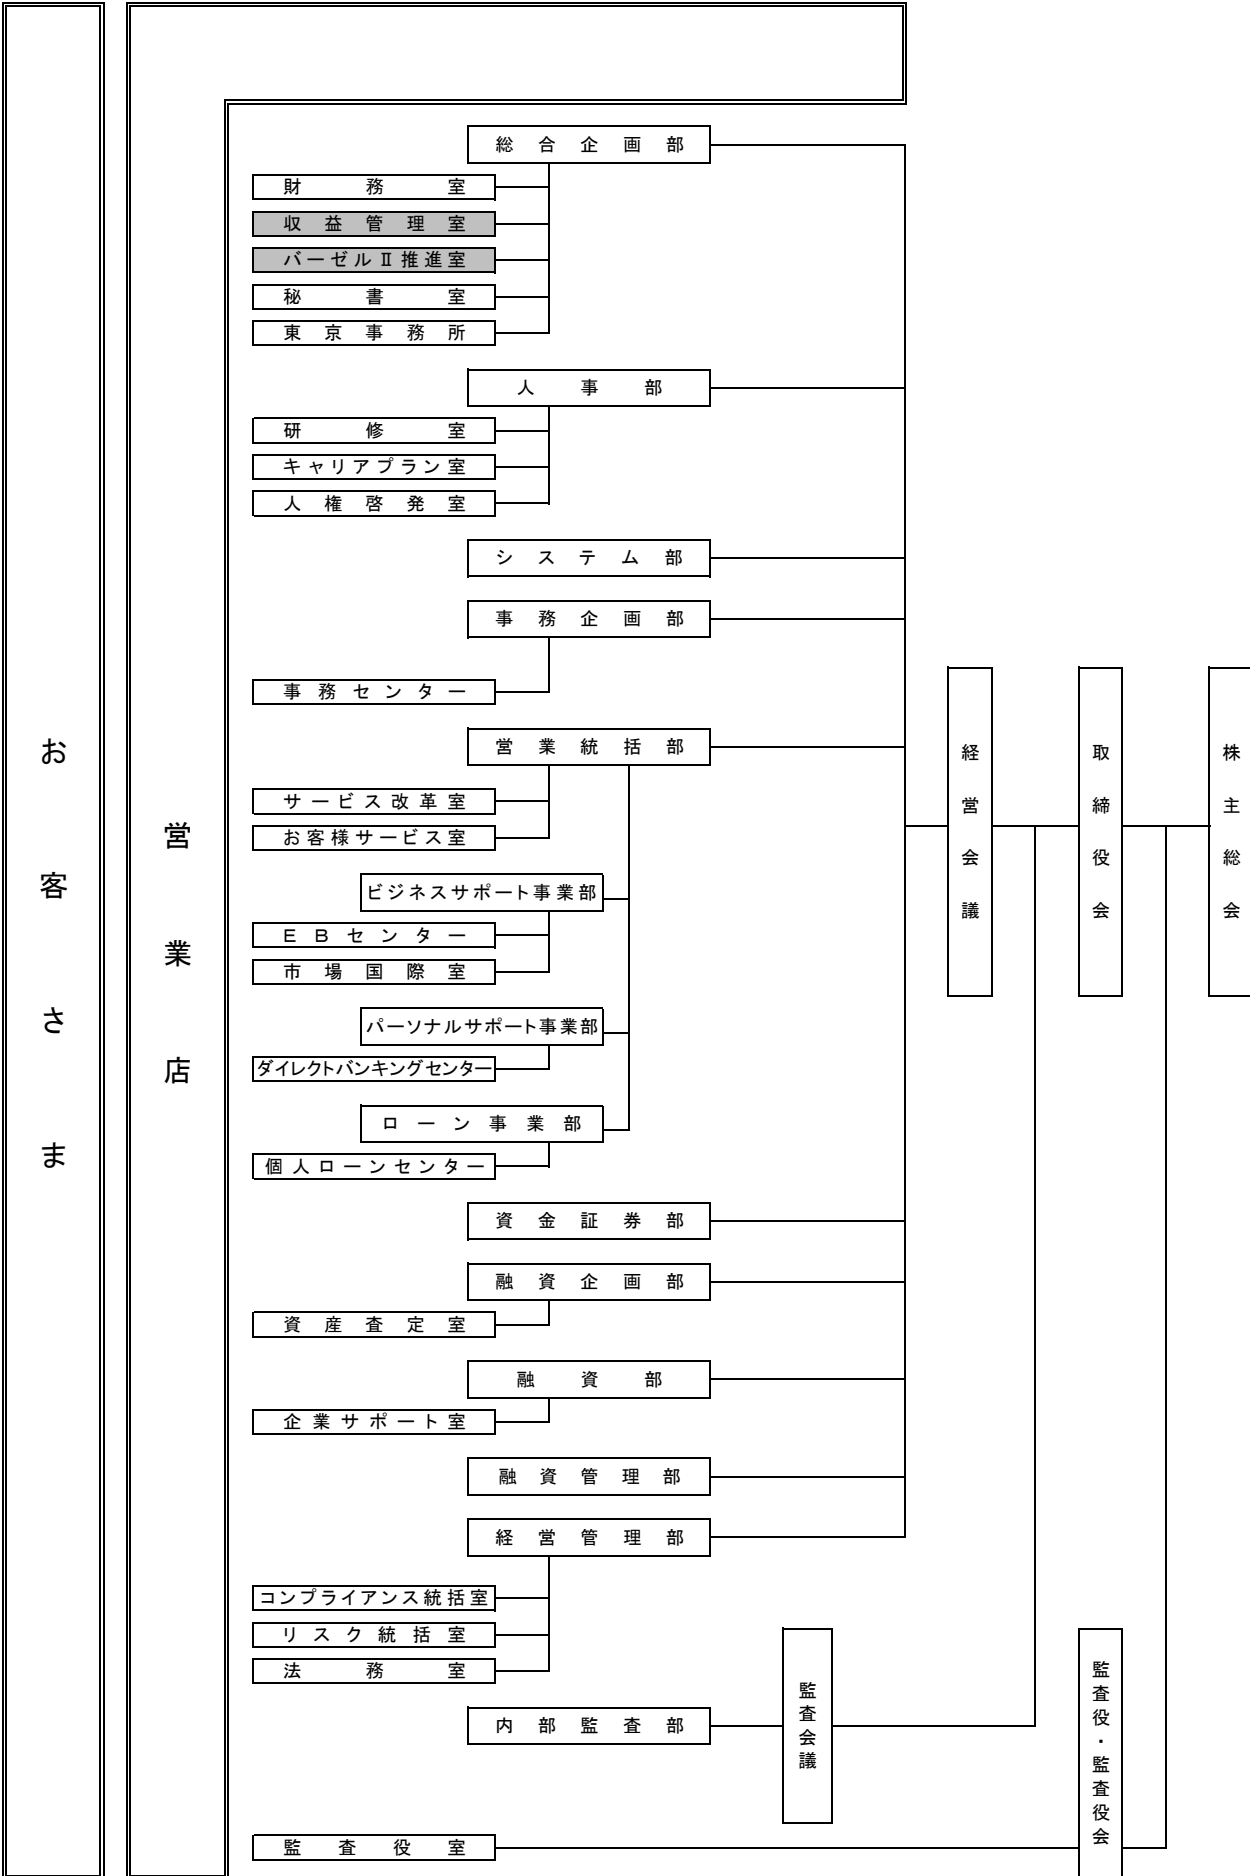 お客さま
営業店
総合企画部
財務室
収益管理室
バーゼルⅡ推進室
秘書室
東京事務所
人事部
研修室
キャリアプラン室
人権啓発室
システム部
事務企画部
事務センター
営業統括部
サービス改革室
お客様サービス室
ビジネスサポート事業部
ＥＢセンター
市場国際室
パーソナルサポート事業部
ダイレクトバンキングセンター
ローン事業部
個人ローンセンター
資金証券部
融資企画部
資産査定室
融資部
企業サポート室
融資管理部
経営管理部
コンプライアンス統括室
リスク統括室
法務室
内部監査部
監査役室
監査会議
経営会議
取締役会
監査役・監査役会
株主総会